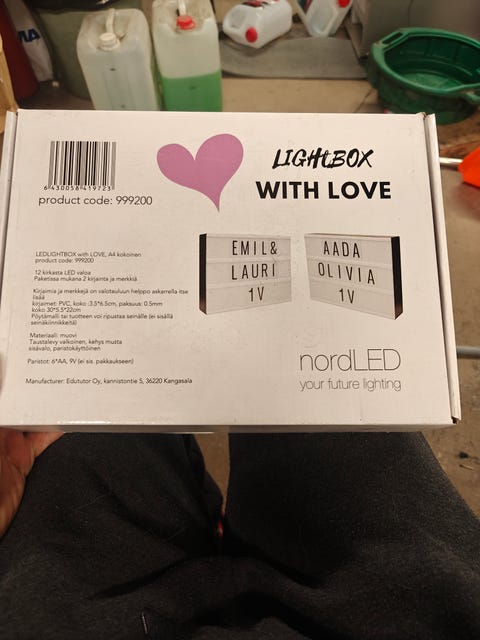 LIGHtBOX
WITH LOVE
6 430058 419723
product code: 999200
LEDLIGHTBOX with LOVE, A4 kokoinen
product code: 999200
12 kirkasta LED valoa
Paketissa mukana 2 kirjainta ja merkkiä
Kirjaimia ja merkkejä on valotauluun helppo askarrella itse
lisää
kirjaimet: PVC, koko :3.5*6.5cm, paksuus: 0.5mm
koko 30*5.5*22cm
Pöytämalli tai tuotteen voi ripustaa seinälle (ei sisällä
seinäkiinnikkeitä)
Materiaali: muovi
Taustalevy valkoinen, kehys musta
sisävalo, paristokäyttöinen
Paristot: 6*AA, 9V (ei sis. pakkaukseen)
Manufacturer: Edututor Oy, kannistontie 5, 36220 Kangasala
EMIL&
LAURI
1V
AADA
OLIVIA
1V
nordLED
your future lighting